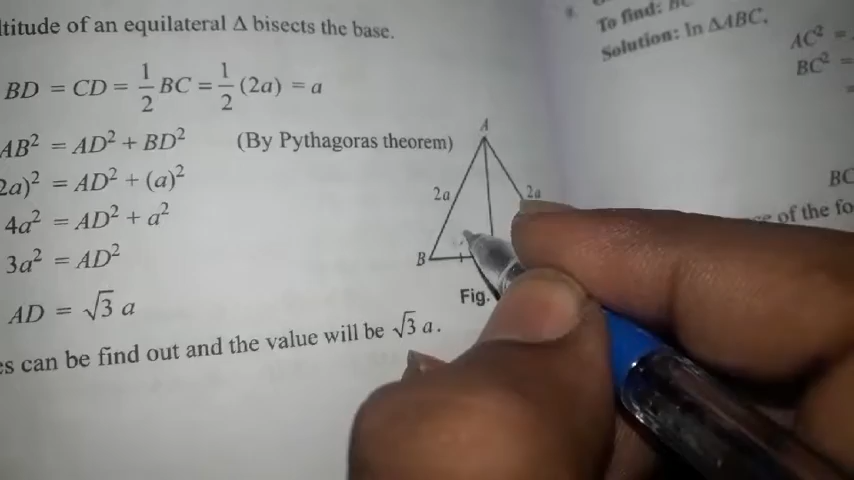 titude of an equilateral Δ bisects the base.
BD = CD = 1/2 BC = 1/2 (2a) = a
AB² = AD² + BD² (By Pythagoras theorem)
2a)² = AD² + (a)²
4a² = AD² + a²
3a² = AD²
AD = √3 a
es can be find out and the value will be √3 a.
A
2a
2a
B
Fig.
To find: BC
Solution: In ΔABC,
AC² =
BC² =
=
BC
of the fo